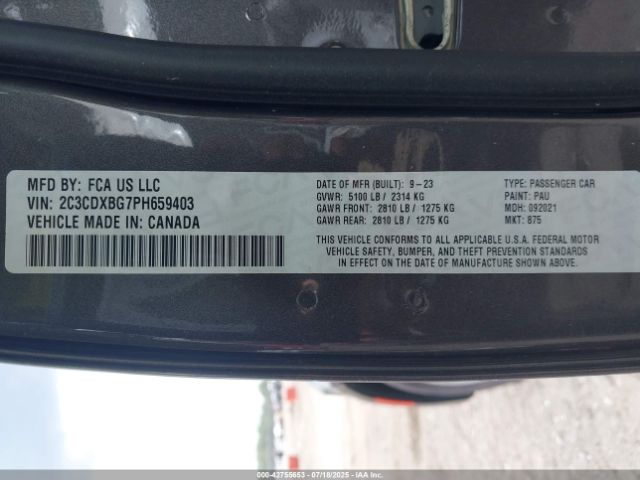 MFD BY: FCA US LLC
VIN: 2C3CDXBG7PH659403
VEHICLE MADE IN: CANADA
DATE OF MFR (BUILT): 9-23
GVWR: 5100 LB / 2314 KG
GAWR FRONT: 2810 LB / 1275 KG
GAWR REAR: 2810 LB / 1275 KG
TYPE: PASSENGER CAR
PAINT: PAU
MDH: 092021
MKT: 875
THIS VEHICLE CONFORMS TO ALL APPLICABLE U.S.A. FEDERAL MOTOR
VEHICLE SAFETY, BUMPER, AND THEFT PREVENTION STANDARDS
IN EFFECT ON THE DATE OF MANUFACTURE SHOWN ABOVE.
000-42755653 - 07/18/2025 - www.iaai.com